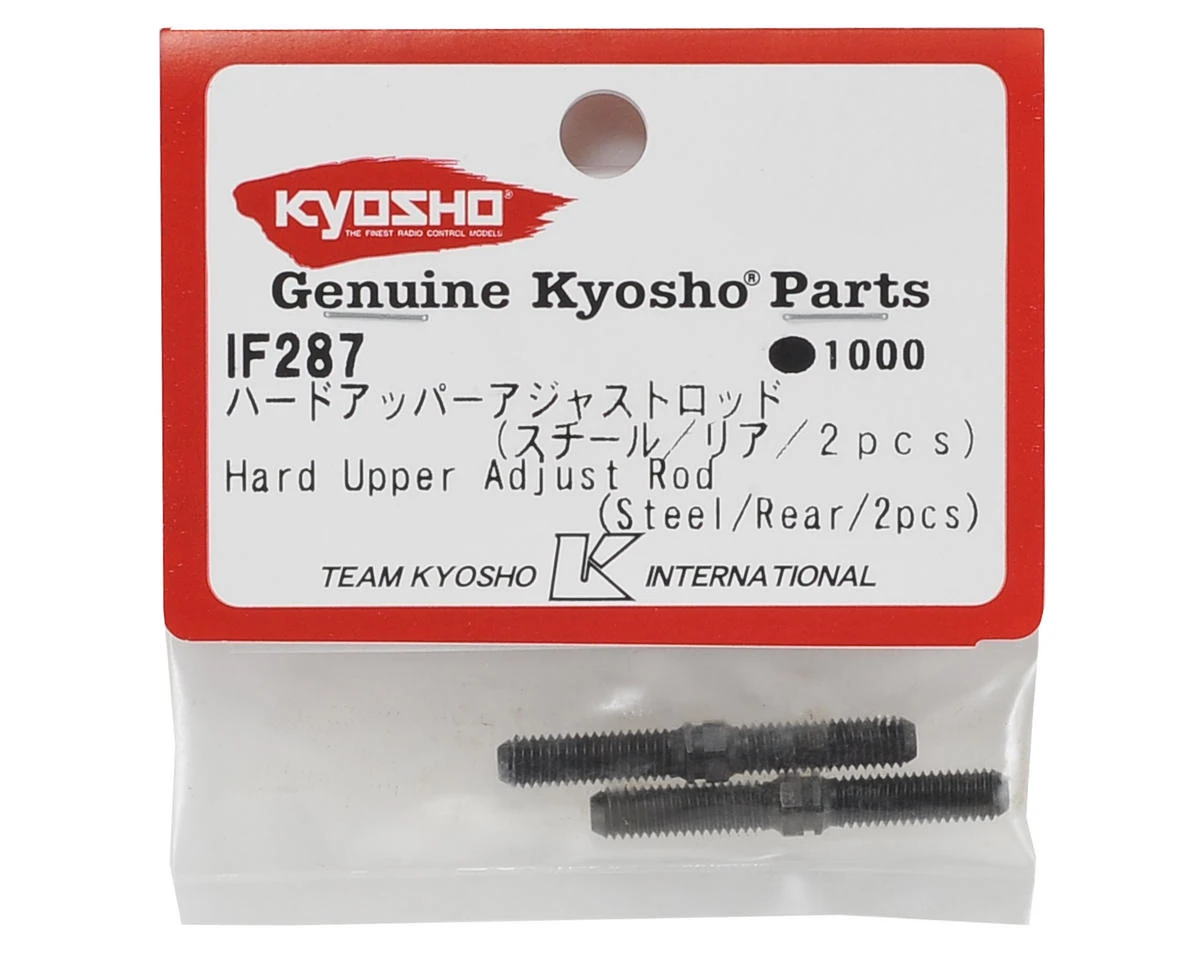 KYOSHO®
THE FINEST RADIO CONTROL MODELS
Genuine Kyosho® Parts
IF287 ●1000
ハードアッパーアジャストロッド
(スチール/リア/2pcs)
Hard Upper Adjust Rod
(Steel/Rear/2pcs)
TEAM KYOSHO K INTERNATIONAL